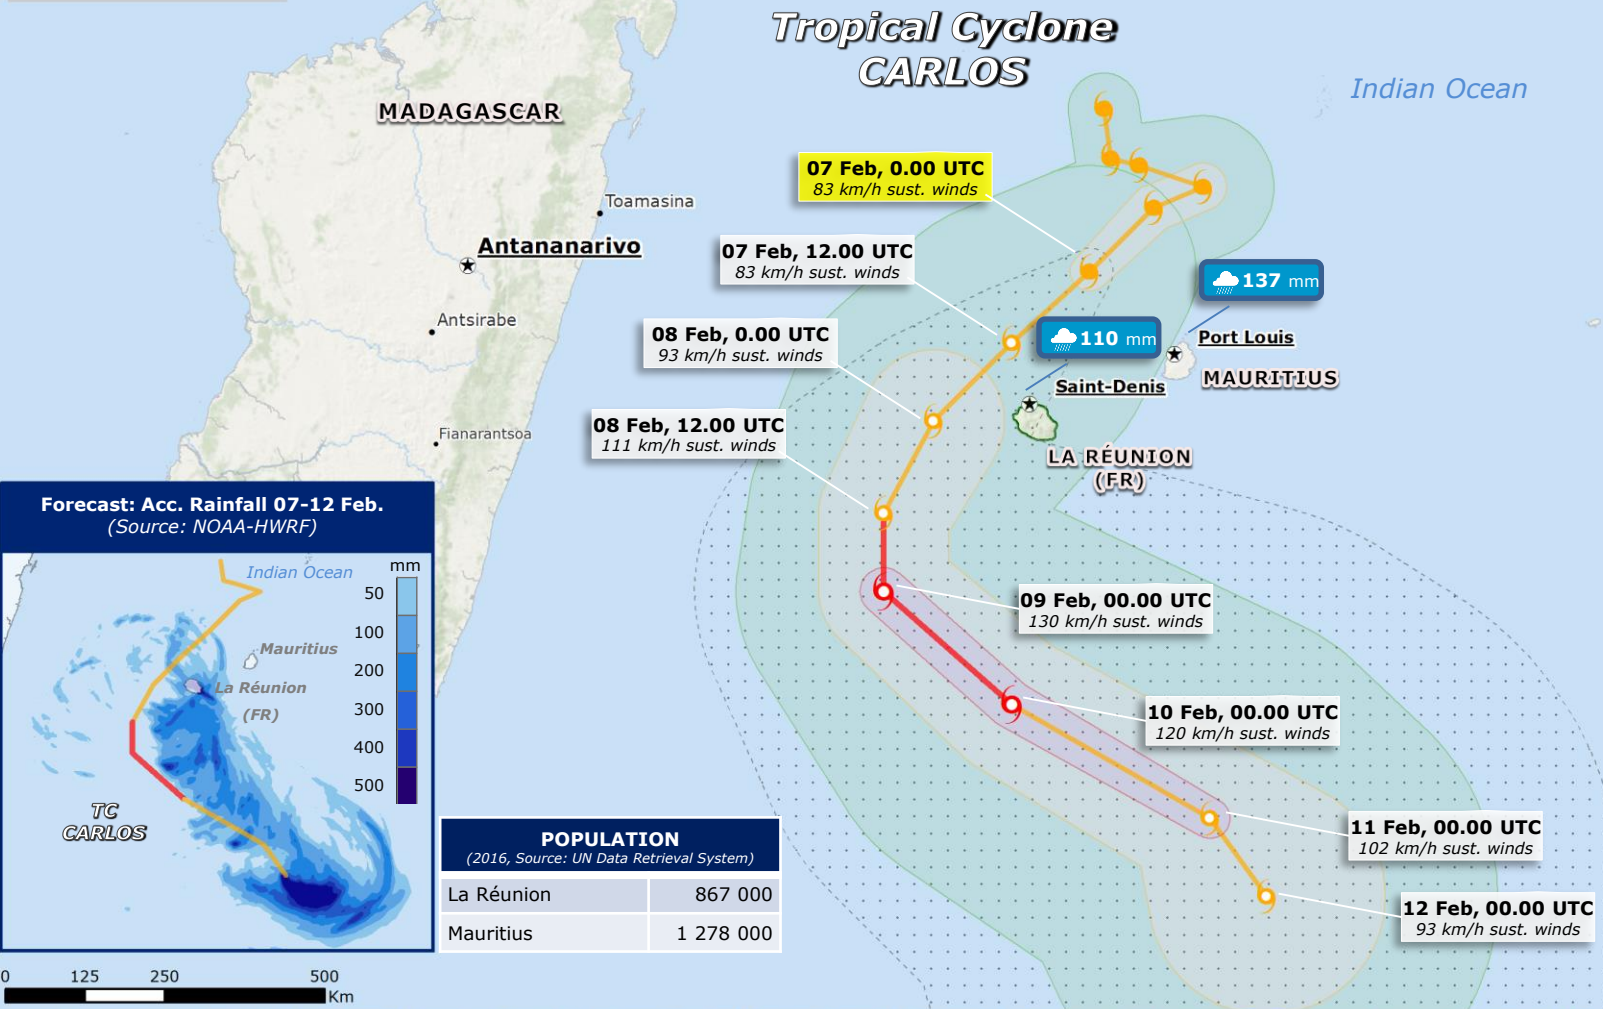 Tropical Cyclone
CARLOS
Indian Ocean
MADAGASCAR
07 Feb, 0.00 UTC
83 km/h sust. winds
Toamasina
Antananarivo
07 Feb, 12.00 UTC
83 km/h sust. winds
137 mm
Antsirabe
08 Feb, 0.00 UTC
93 km/h sust. winds
110 mm
Port Louis
MAURITIUS
Saint-Denis
08 Feb, 12.00 UTC
111 km/h sust. winds
Fianarantsoa
LA RÉUNION
(FR)
Forecast: Acc. Rainfall 07-12 Feb.
(Source: NOAA-HWRF)
Indian Ocean
mm
50
100
200
300
400
500
Mauritius
La Réunion
(FR)
TC
CARLOS
09 Feb, 00.00 UTC
130 km/h sust. winds
10 Feb, 00.00 UTC
120 km/h sust. winds
11 Feb, 00.00 UTC
102 km/h sust. winds
12 Feb, 00.00 UTC
93 km/h sust. winds
POPULATION
(2016, Source: UN Data Retrieval System)
La Réunion 867 000
Mauritius 1 278 000
0 125 250 500
Km